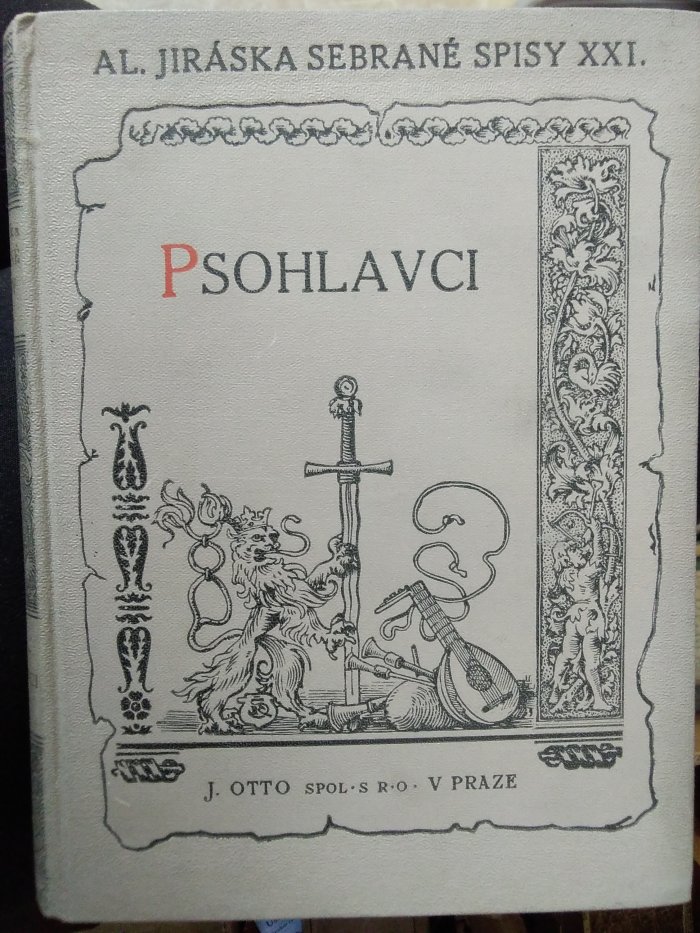 AL. JIRÁSKA SEBRANÉ SPISY XXI.
PSOHLAVCI
J. OTTO SPOL·S R·O· V PRAZE